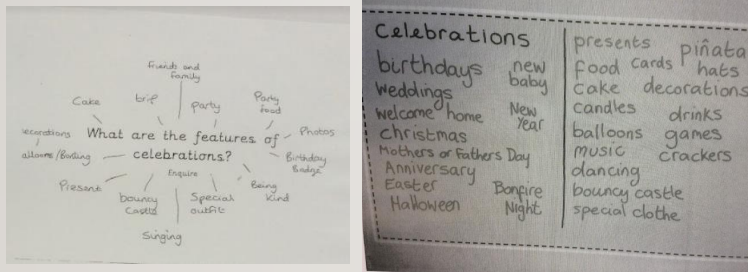 Friends and
family
Cake
trip
party
Party
food
Photos
ecorations
What are the features of
celebrations?
alloons/Bunting
Birthday
Badge
Enquire
Present
bouncy
Castle
Special
outfit
Being
Kind
Singing
Celebrations
birthdays
new
baby
weddings
welcome home
New
Year
christmas
Mothers or Fathers Day
Anniversary
Easter
Bonfire
Night
Halloween
presents
piñata
food cards hats
cake decorations
candles drinks
balloons games
music crackers
dancing
bouncy castle
special clothe